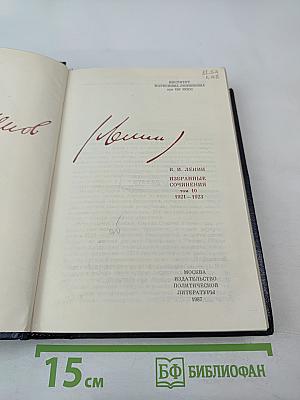 ИНСТИТУТ
МАРКСИЗМА-ЛЕНИНИЗМА
при ЦК КПСС
(Ленин)
В. И. ЛЕНИН
ИЗБРАННЫЕ
СОЧИНЕНИЯ
том 10
1921—1923
МОСКВА
ИЗДАТЕЛЬСТВО
ПОЛИТИЧЕСКОЙ
ЛИТЕРАТУРЫ
1987
15 см
БФ БИБЛИОФАН